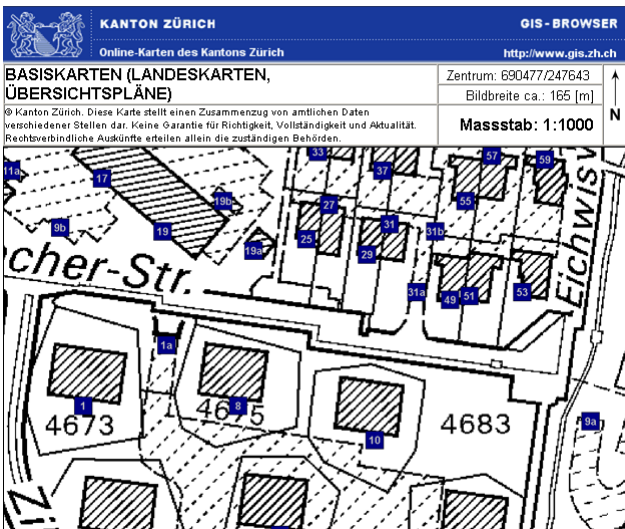 KANTON ZÜRICH
GIS-BROWSER
Online-Karten des Kantons Zürich
http://www.gis.zh.ch
BASISKARTEN (LANDESKARTEN,
ÜBERSICHTSPLÄNE)
Zentrum: 690477/247643
Bildbreite ca.: 165 [m]
® Kanton Zürich. Diese Karte stellt einen Zusammenzug von amtlichen Daten
verschiedener Stellen dar. Keine Garantie für Richtigkeit, Vollständigkeit und Aktualität.
Rechtsverbindliche Auskünfte erteilen allein die zuständigen Behörden.
Massstab: 1:1000
N
33
57
59
11a
17
37
19b
27
55
9b
19
25
31
31b
19a
29
cher-Str.
Eichwisw
31a
49
51
53
1a
1
8
10
9a
4673
4675
4683